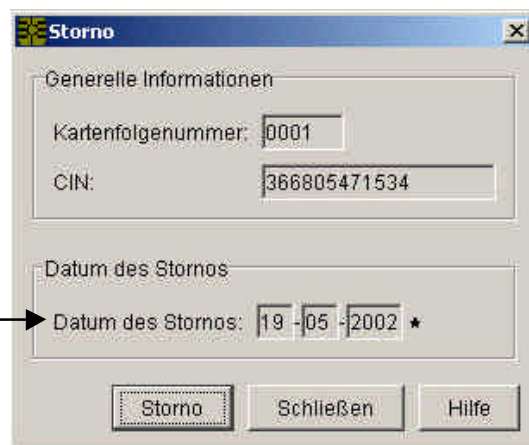 Storno
Generelle Informationen
Kartenfolgenummer: 0001
CIN: 366805471534
Datum des Stornos
Datum des Stornos: 19 - 05 - 2002 *
Storno Schließen Hilfe